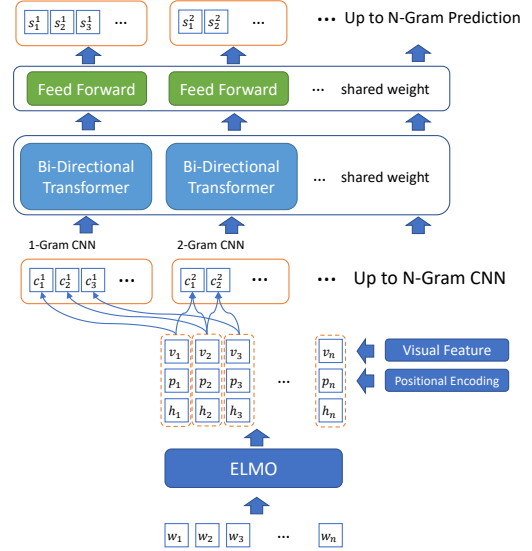 s₁¹ s₂¹ s₃¹ ... s₁² s₂² ... ... Up to N-Gram Prediction
Feed Forward Feed Forward ... shared weight
Bi-Directional Transformer Bi-Directional Transformer ... shared weight
1-Gram CNN 2-Gram CNN
c₁¹ c₂¹ c₃¹ ... c₁² c₂² ... ... Up to N-Gram CNN
v₁ v₂ v₃ vₙ Visual Feature
p₁ p₂ p₃ ... pₙ Positional Encoding
h₁ h₂ h₃ hₙ
ELMO
w₁ w₂ w₃ ... wₙ